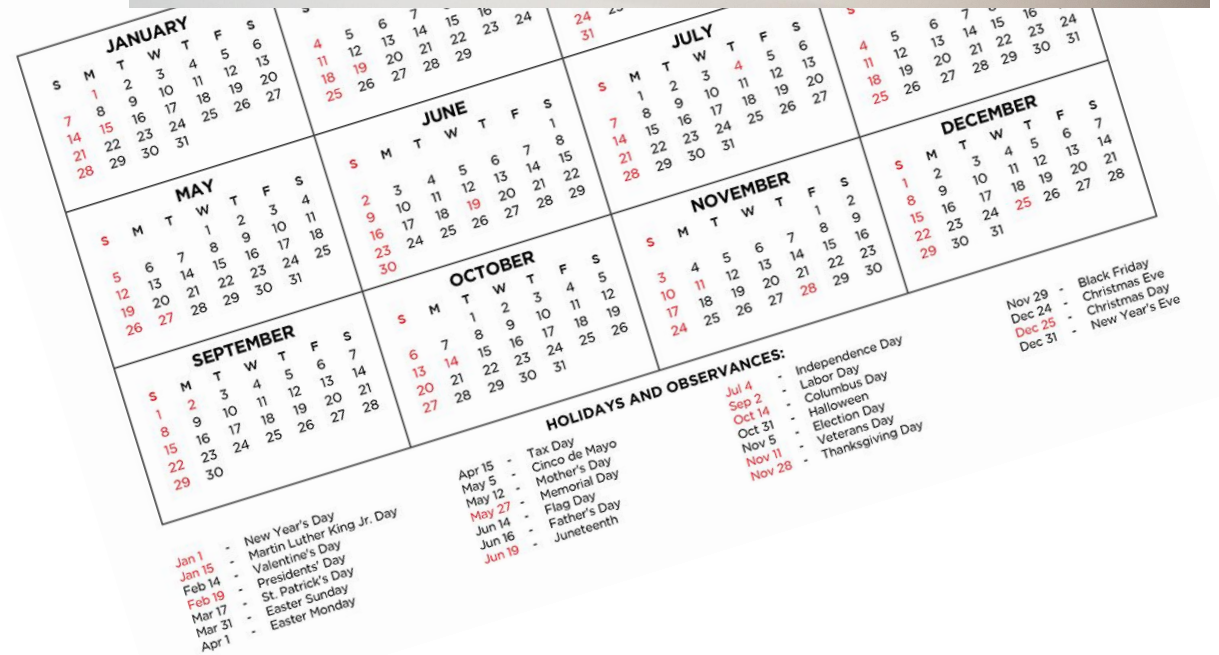 JANUARY
S M T W T F S
1 2 3 4 5 6
7 8 9 10 11 12 13
14 15 16 17 18 19 20
21 22 23 24 25 26 27
28 29 30 31
S
4 5 6 7
11 12 13 14 15 16
18 19 20 21 22 23 24
25 26 27 28 29
24 25
31
MAY
S M T W T F S
1 2 3 4
5 6 7 8 9 10 11
12 13 14 15 16 17 18
19 20 21 22 23 24 25
26 27 28 29 30 31
JUNE
S M T W T F S
1
2 3 4 5 6 7 8
9 10 11 12 13 14 15
16 17 18 19 20 21 22
23 24 25 26 27 28 29
30
JULY
S M T W T F S
1 2 3 4 5 6
7 8 9 10 11 12 13
14 15 16 17 18 19 20
21 22 23 24 25 26 27
28 29 30 31
S
4 5 6 7
11 12 13 14 15 16
18 19 20 21 22 23 24
25 26 27 28 29 30 31
SEPTEMBER
S M T W T F S
1 2 3 4 5 6 7
8 9 10 11 12 13 14
15 16 17 18 19 20 21
22 23 24 25 26 27 28
29 30
OCTOBER
S M T W T F S
1 2 3 4 5
6 7 8 9 10 11 12
13 14 15 16 17 18 19
20 21 22 23 24 25 26
27 28 29 30 31
NOVEMBER
S M T W T F S
1 2
3 4 5 6 7 8 9
10 11 12 13 14 15 16
17 18 19 20 21 22 23
24 25 26 27 28 29 30
DECEMBER
S M T W T F S
1 2 3 4 5 6 7
8 9 10 11 12 13 14
15 16 17 18 19 20 21
22 23 24 25 26 27 28
29 30 31
HOLIDAYS AND OBSERVANCES:
Jan 1 - New Year's Day
Jan 15 - Martin Luther King Jr. Day
Feb 14 - Valentine's Day
Feb 19 - Presidents' Day
Mar 17 - St. Patrick's Day
Mar 31 - Easter Sunday
Apr 1 - Easter Monday
Apr 15 - Tax Day
May 5 - Cinco de Mayo
May 12 - Mother's Day
May 27 - Memorial Day
Jun 14 - Flag Day
Jun 16 - Father's Day
Jun 19 - Juneteenth
Jul 4 - Independence Day
Sep 2 - Labor Day
Oct 14 - Columbus Day
Oct 31 - Halloween
Nov 5 - Election Day
Nov 11 - Veterans Day
Nov 28 - Thanksgiving Day
Nov 29 - Black Friday
Dec 24 - Christmas Eve
Dec 25 - Christmas Day
Dec 31 - New Year's Eve